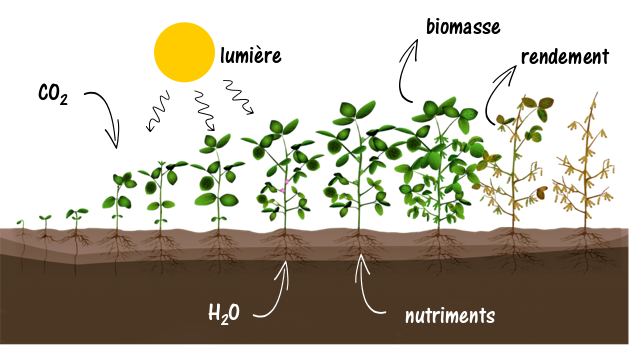 biomasse
lumière
rendement
CO₂
H₂O
nutriments